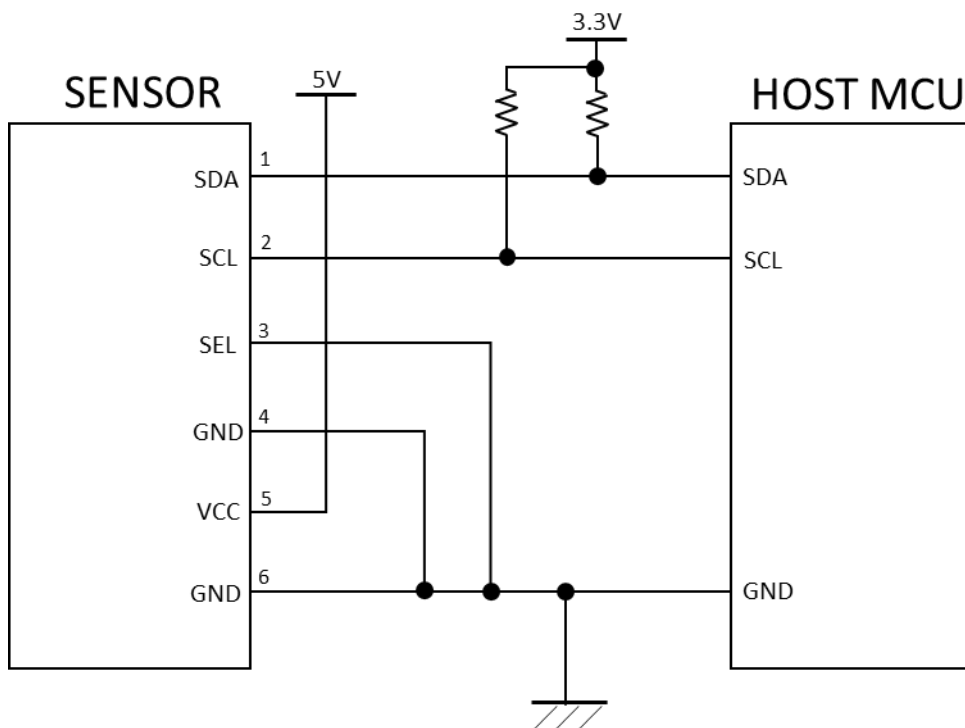 3.3V
5V
SENSOR
HOST MCU
1
SDA
SDA
2
SCL
SCL
3
SEL
4
GND
5
VCC
6
GND
GND